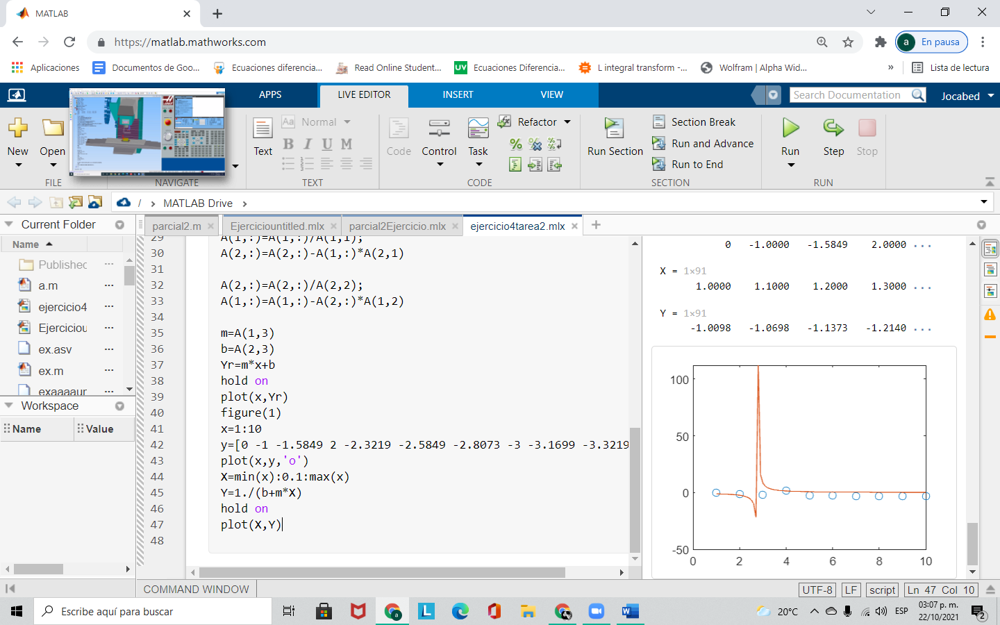 MATLAB
https://matlab.mathworks.com
En pausa
a
Aplicaciones
Documentos de Goo...
Ecuaciones diferencia...
Read Online Student...
UV
Ecuaciones Diferencia...
L integral transform -...
Wolfram | Alpha Wid...
»
Lista de lectura
APPS
LIVE EDITOR
INSERT
VIEW
Search Documentation
Jocabed
New
Open
FILE
NAVIGATE
Text
Aa Normal
B I U M
TEXT
Code
Control
Task
Refactor
CODE
Run Section
Section Break
Run and Advance
Run to End
SECTION
Run
Step
Stop
RUN
/ › MATLAB Drive ›
Current Folder
Name
Published
a.m
ejercicio4
Ejerciciou
ex.asv
ex.m
exaaaaur
Workspace
Name
Value
parcial2.m
Ejerciciountitled.mlx
parcial2Ejercicio.mlx
ejercicio4tarea2.mlx
29 A(1,:)=A(1,:)/A(1,1);
30 A(2,:)=A(2,:)-A(1,:)*A(2,1)
31
32 A(2,:)=A(2,:)/A(2,2);
33 A(1,:)=A(1,:)-A(2,:)*A(1,2)
34
35 m=A(1,3)
36 b=A(2,3)
37 Yr=m*x+b
38 hold on
39 plot(x,Yr)
40 figure(1)
41 x=1:10
42 y=[0 -1 -1.5849 2 -2.3219 -2.5849 -2.8073 -3 -3.1699 -3.3219
43 plot(x,y,'o')
44 X=min(x):0.1:max(x)
45 Y=1./(b+m*X)
46 hold on
47 plot(X,Y)
48
0 -1.0000 -1.5849 2.0000 ...
X = 1×91
1.0000 1.1000 1.2000 1.3000 ...
Y = 1×91
-1.0098 -1.0698 -1.1373 -1.2140 ...
100
50
0
-50
0 2 4 6 8 10
COMMAND WINDOW
UTF-8 LF script Ln 47 Col 10
Escribe aquí para buscar
20°C
ESP
03:07 p. m.
22/10/2021
2